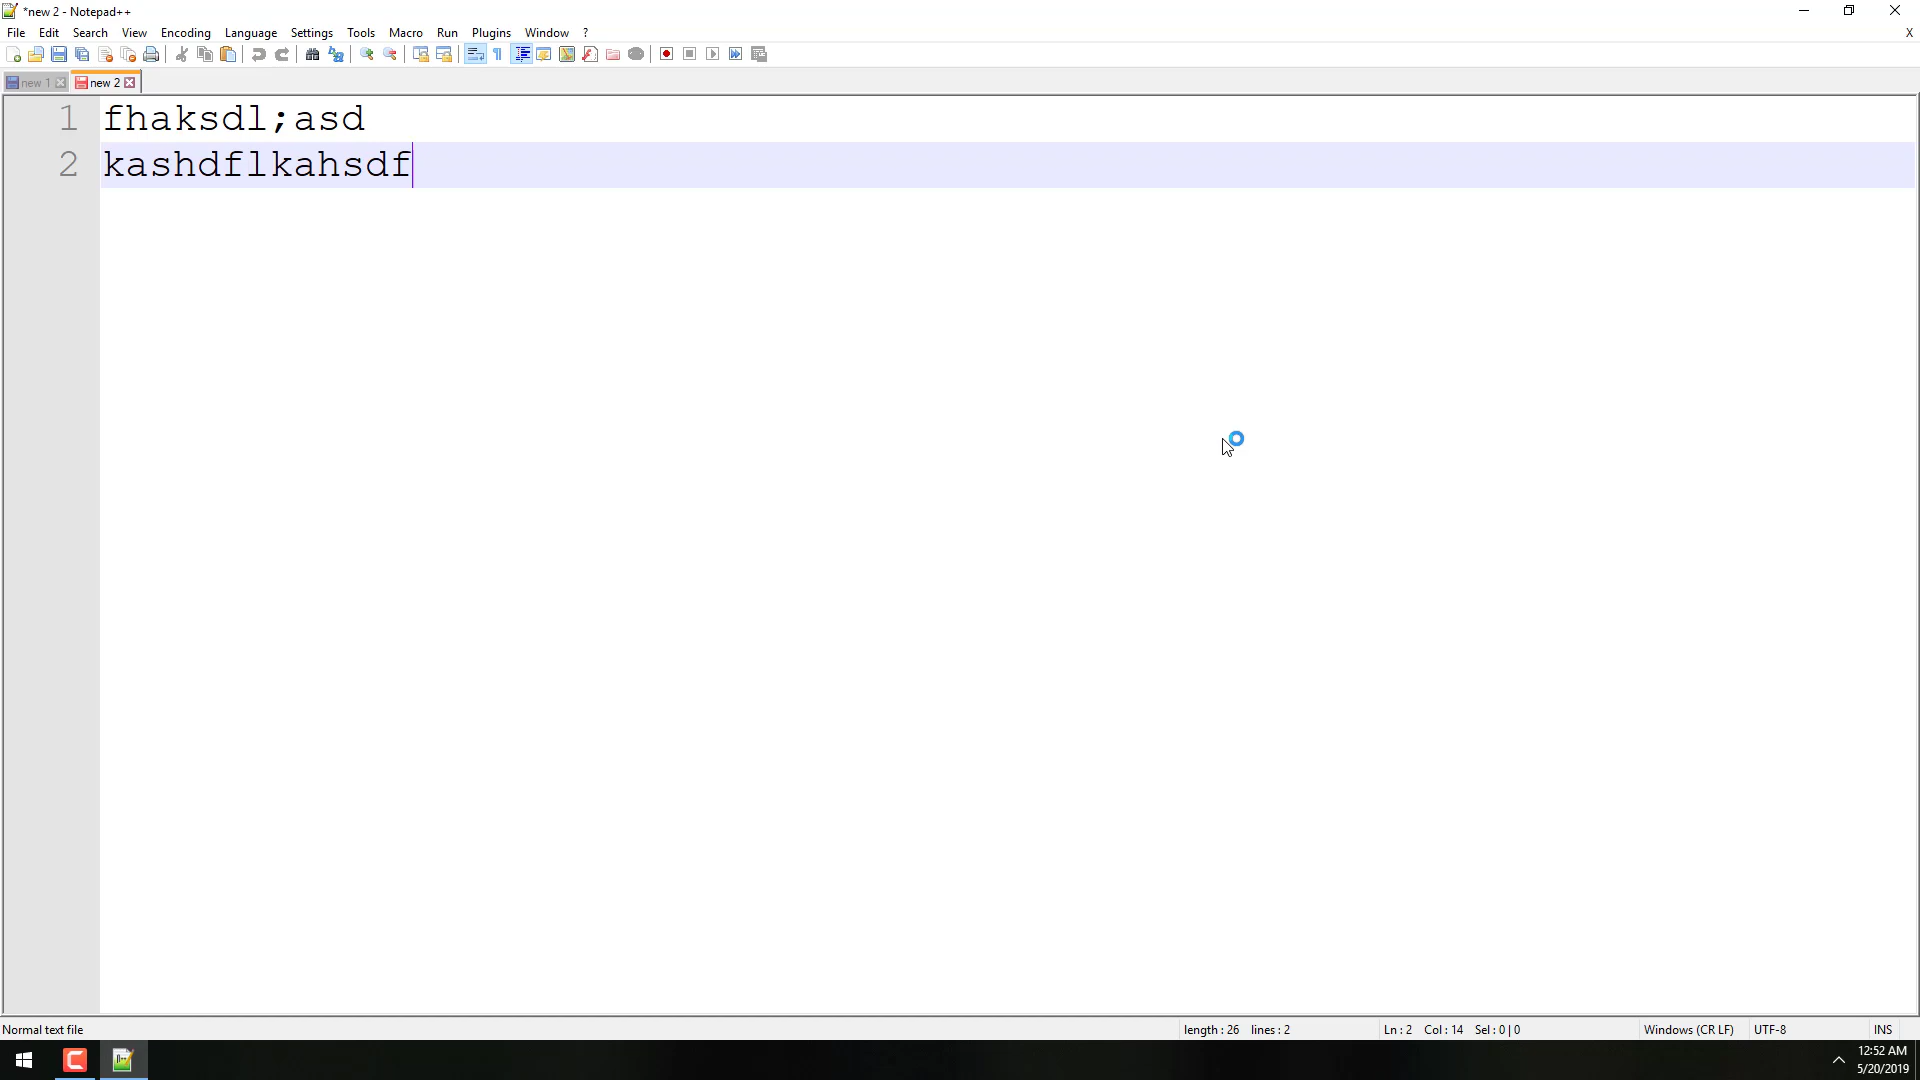 *new 2 - Notepad++
File Edit Search View Encoding Language Settings Tools Macro Run Plugins Window ? X
new 1 new 2
1 fhaksdl;asd
2 kashdflkahsdf
Normal text file length : 26 lines : 2 Ln : 2 Col : 14 Sel : 0 | 0 Windows (CR LF) UTF-8 INS
12:52 AM
5/20/2019